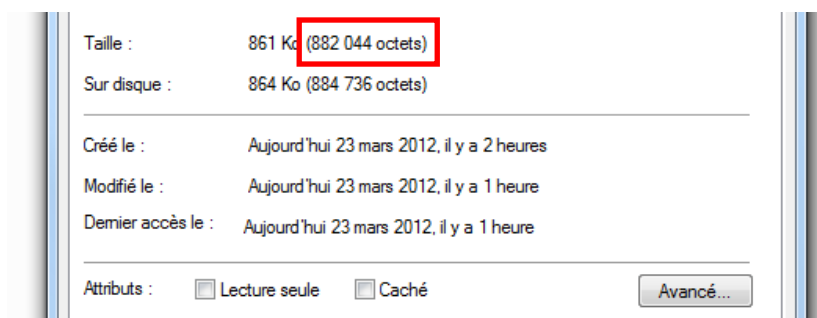 Taille : 861 Ko (882 044 octets)
Sur disque : 864 Ko (884 736 octets)
Créé le : Aujourd'hui 23 mars 2012, il y a 2 heures
Modifié le : Aujourd'hui 23 mars 2012, il y a 1 heure
Dernier accès le : Aujourd'hui 23 mars 2012, il y a 1 heure
Attributs : Lecture seule Caché Avancé...